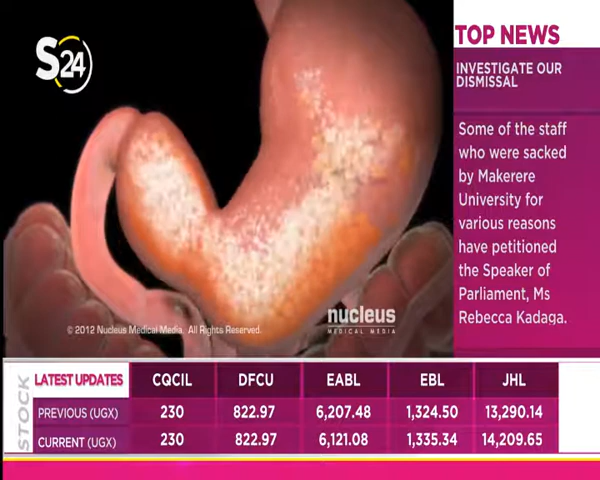 S24
TOP NEWS
INVESTIGATE OUR
DISMISSAL
Some of the staff
who were sacked
by Makerere
University for
various reasons
have petitioned
the Speaker of
Parliament, Ms
Rebecca Kadaga.
nucleus
MEDICAL MEDIA
© 2012 Nucleus Medical Media. All Rights Reserved.
STOCK
LATEST UPDATES CQCIL DFCU EABL EBL JHL
PREVIOUS (UGX) 230 822.97 6,207.48 1,324.50 13,290.14
CURRENT (UGX) 230 822.97 6,121.08 1,335.34 14,209.65